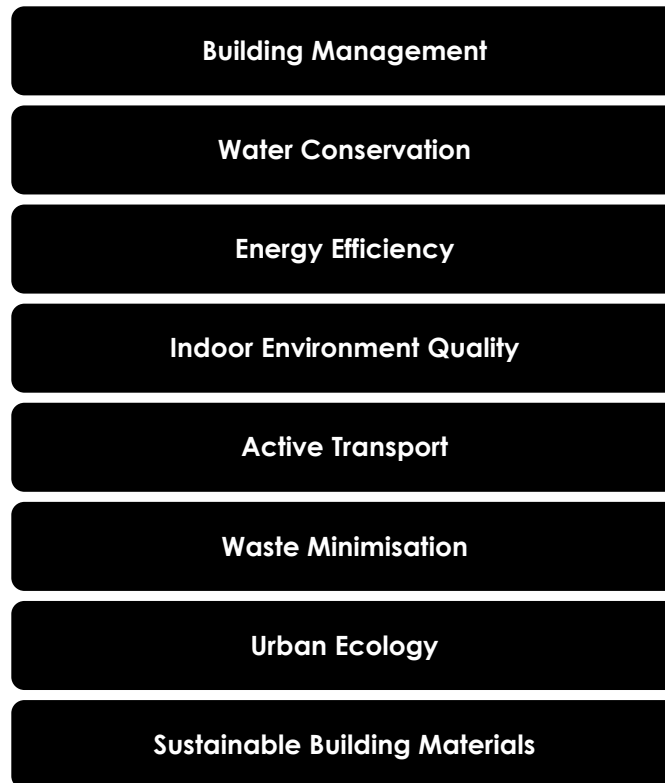 Building Management
Water Conservation
Energy Efficiency
Indoor Environment Quality
Active Transport
Waste Minimisation
Urban Ecology
Sustainable Building Materials